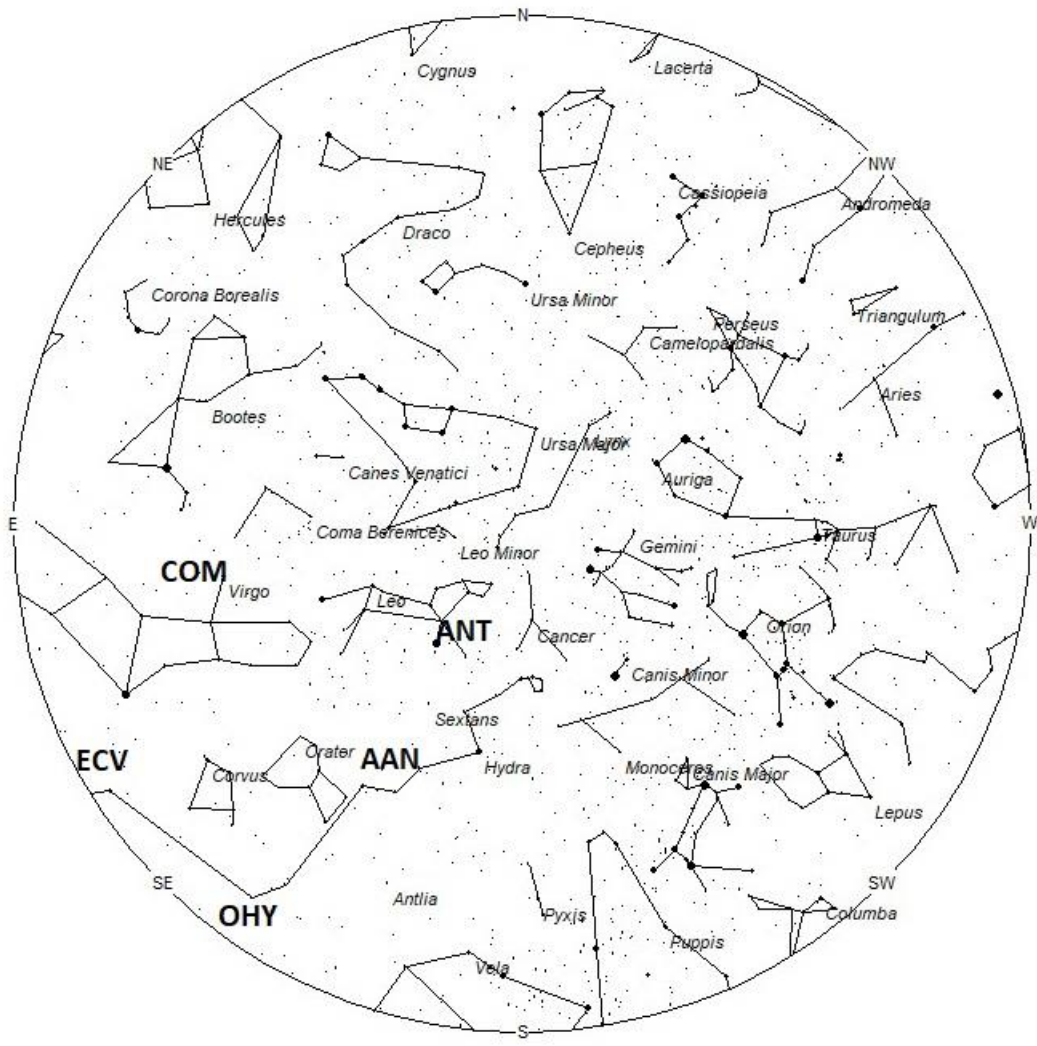 N
Cygnus
Lacerta
NE
NW
Cassiopeia
Andromeda
Hercules
Draco
Cepheus
Corona Borealis
Ursa Minor
Triangulum
Perseus
Camelopardalis
Aries
Bootes
Ursa Major
Lynx
Canes Venatici
Auriga
E
W
Coma Berenices
Taurus
Leo Minor
Gemini
COM
Virgo
Leo
ANT
Cancer
Orion
Canis Minor
Sextans
ECV
Corvus
Crater
AAN
Hydra
Monoceros
Canis Major
Lepus
SE
SW
OHY
Antlia
Pyxis
Columba
Puppis
Vela
S